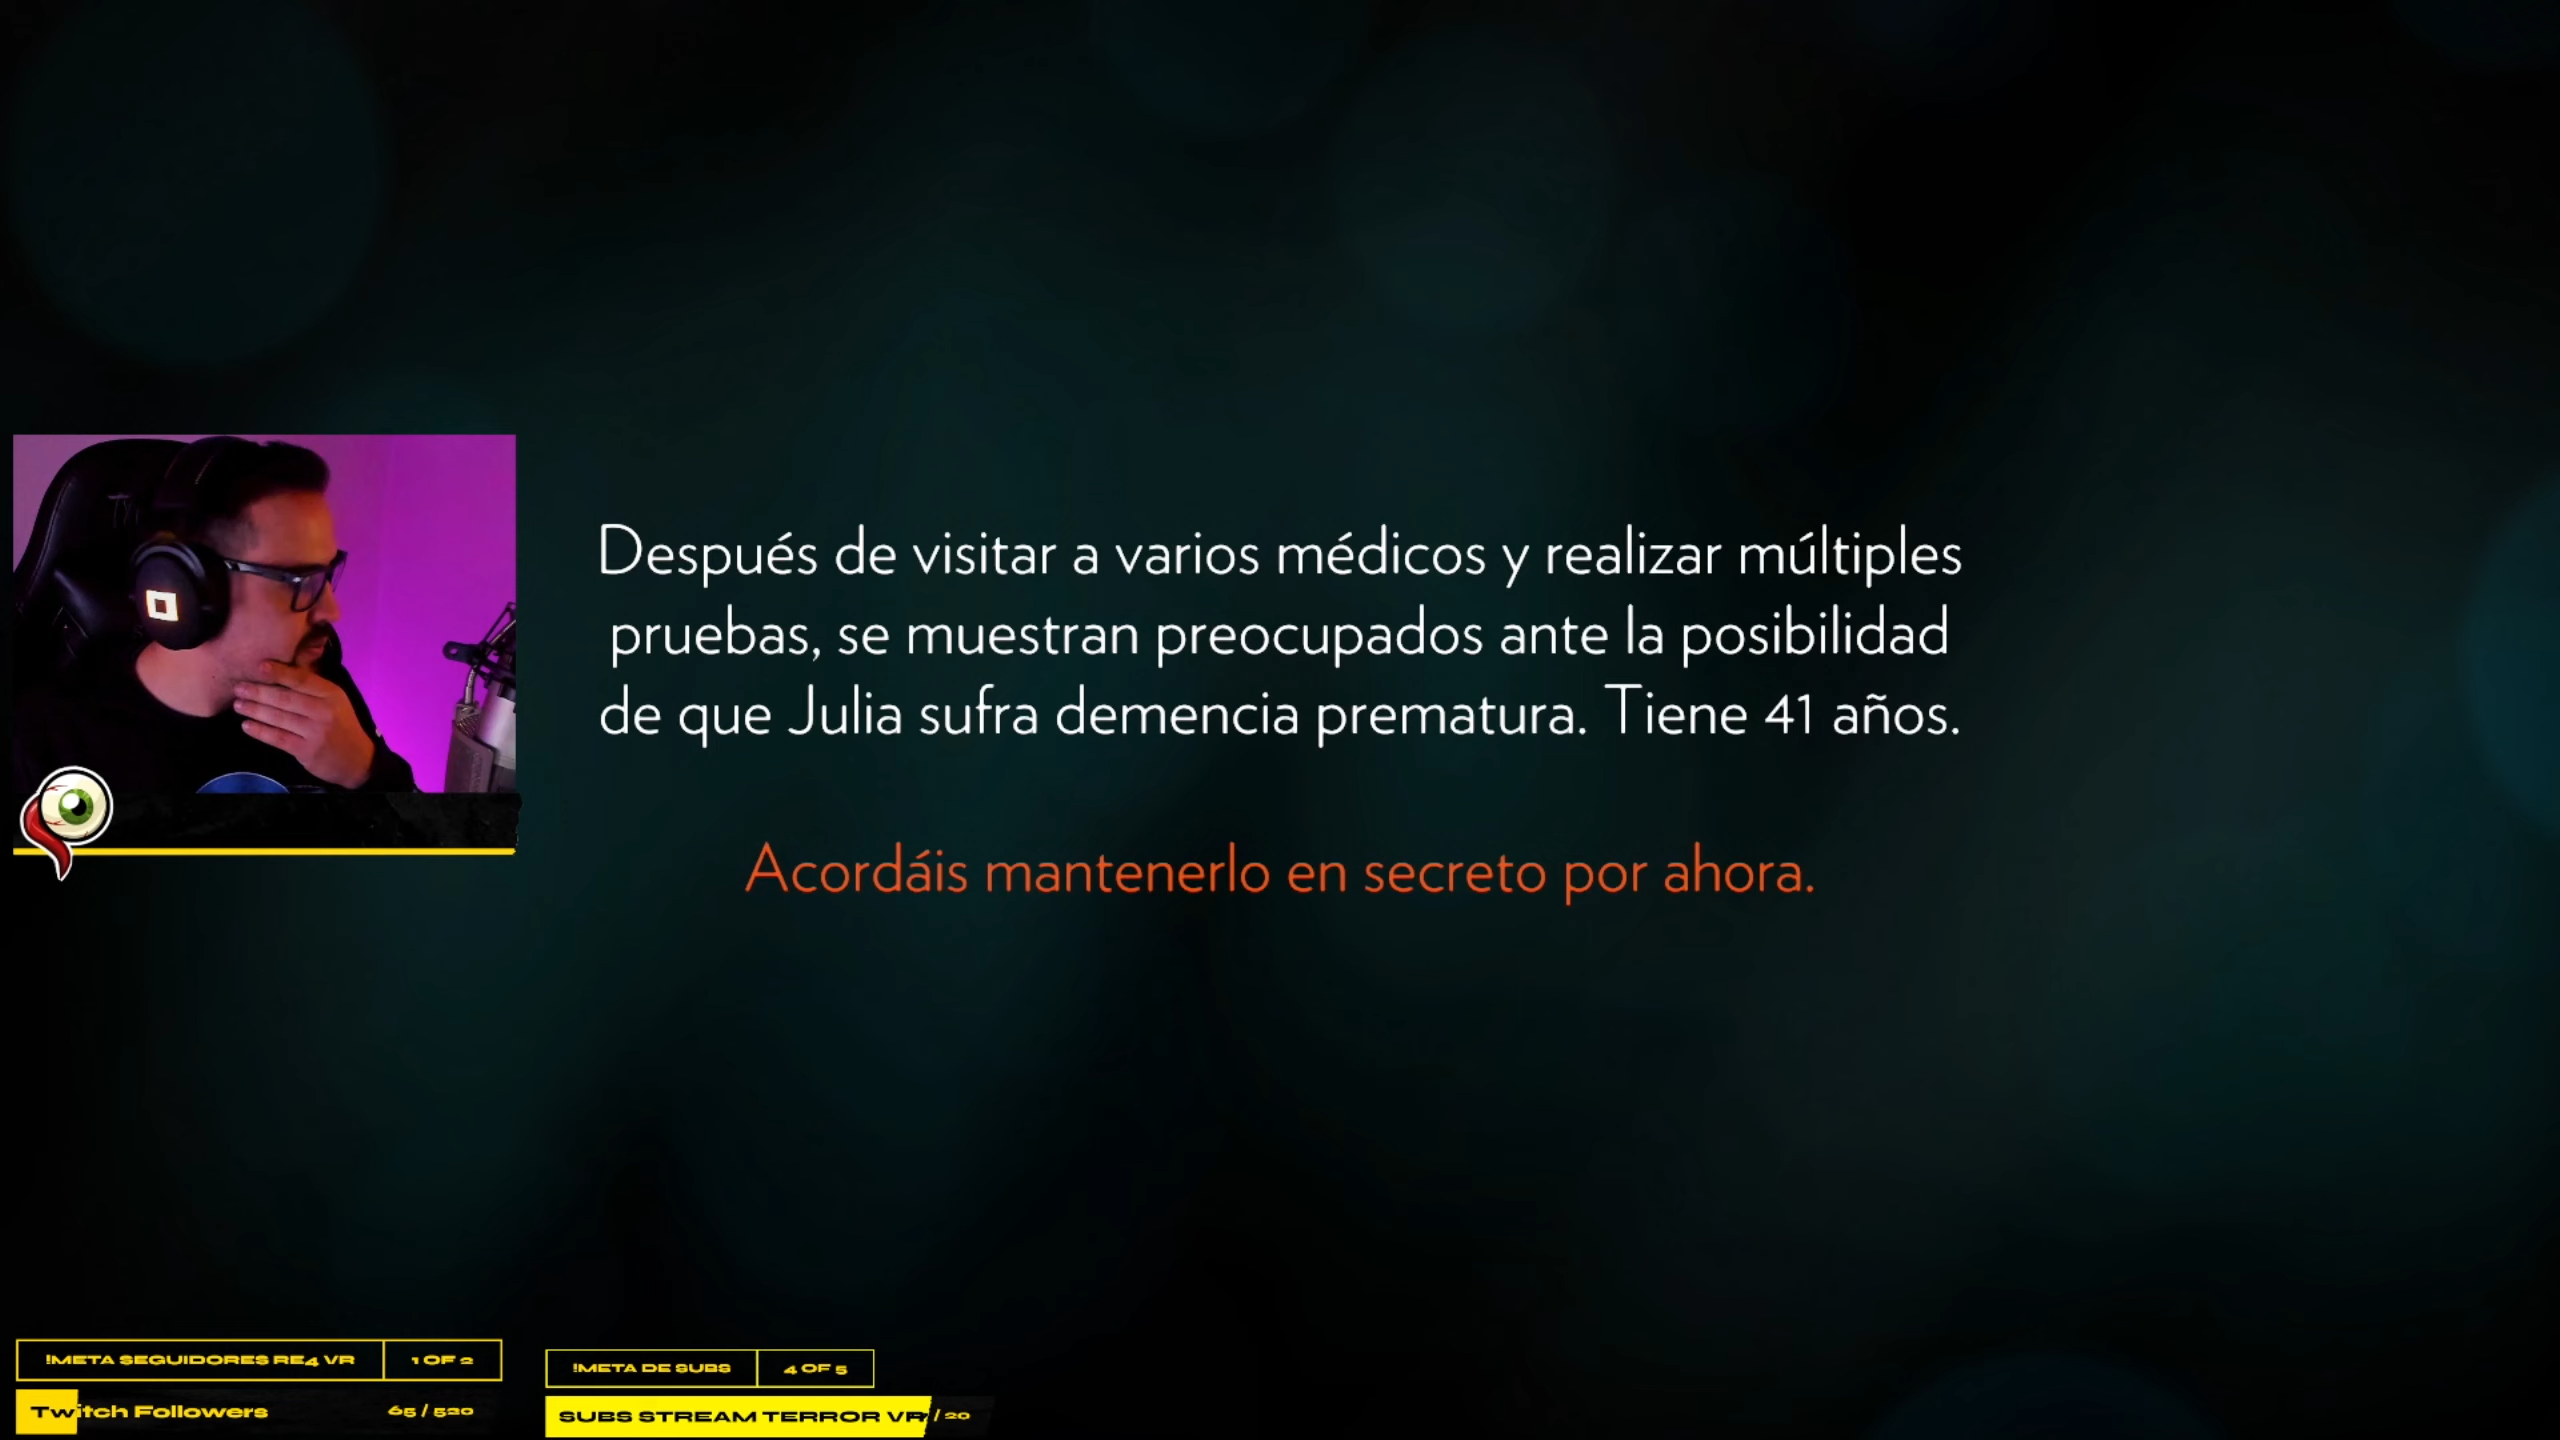 Después de visitar a varios médicos y realizar múltiples
pruebas, se muestran preocupados ante la posibilidad
de que Julia sufra demencia prematura. Tiene 41 años.
Acordáis mantenerlo en secreto por ahora.
!META SEGUIDORES RE4 VR 1 OF 2
Twitch Followers 65 / 520
!META DE SUBS 4 OF 5
SUBS STREAM TERROR VR / 20